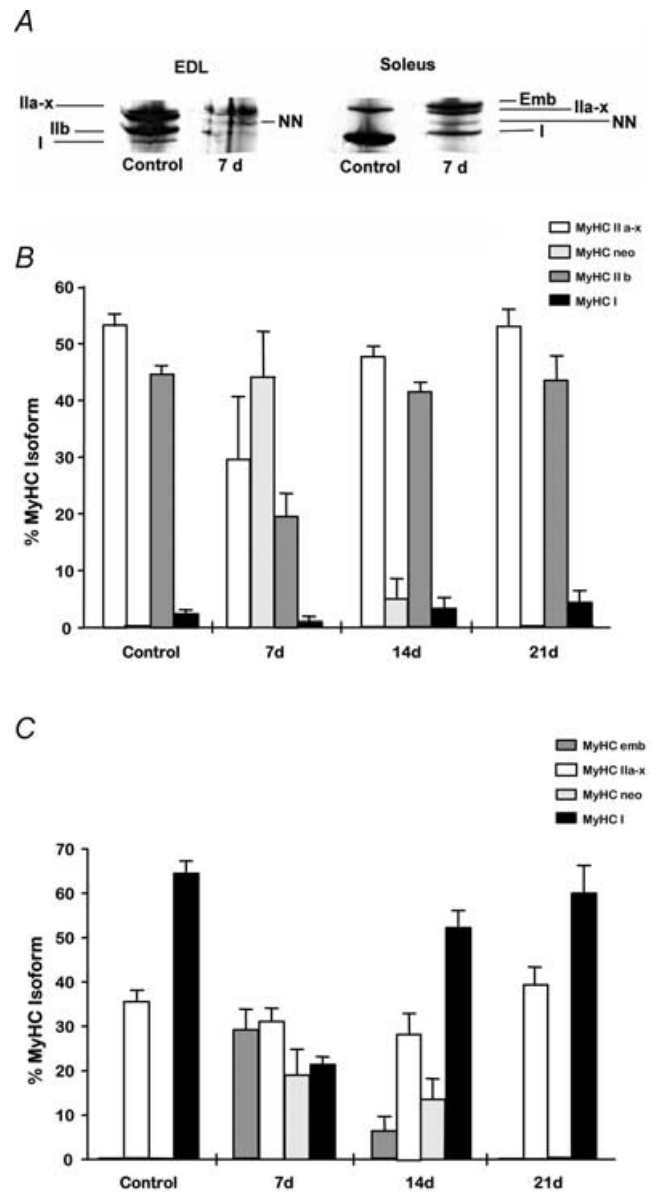 A
EDL
Soleus
IIa-x
IIb
I
NN
Control
7 d
Emb
IIa-x
NN
I
Control
7 d
B
MyHC II a-x
MyHC neo
MyHC II b
MyHC I
% MyHC Isoform
60
50
40
30
20
10
0
Control
7d
14d
21d
C
MyHC emb
MyHC IIa-x
MyHC neo
MyHC I
% MyHC Isoform
70
60
50
40
30
20
10
0
Control
7d
14d
21d